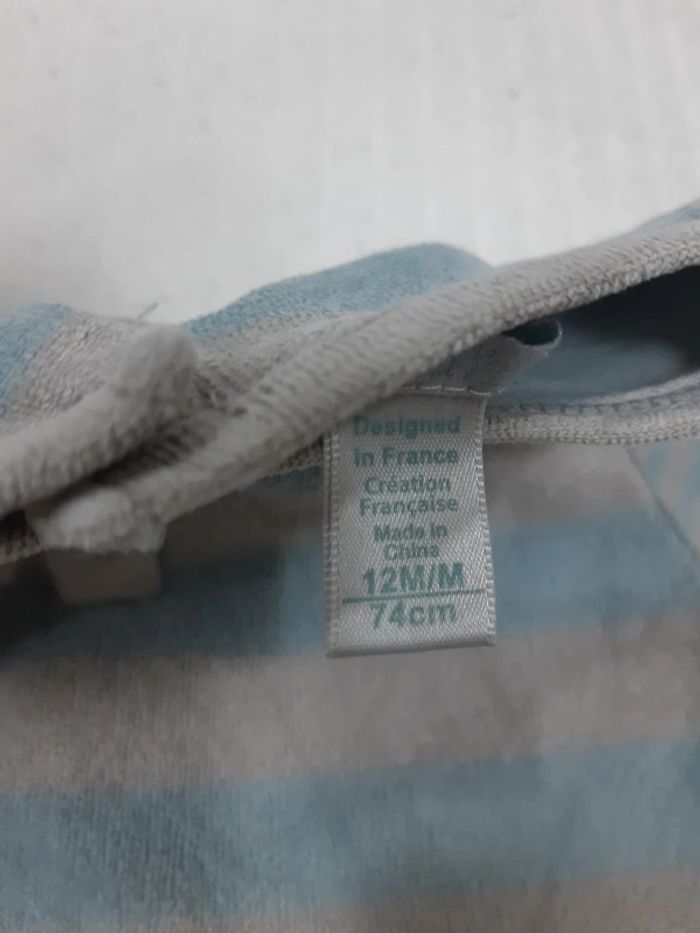 Designed
in France
Création
Française
Made in
China
12M/M
74cm